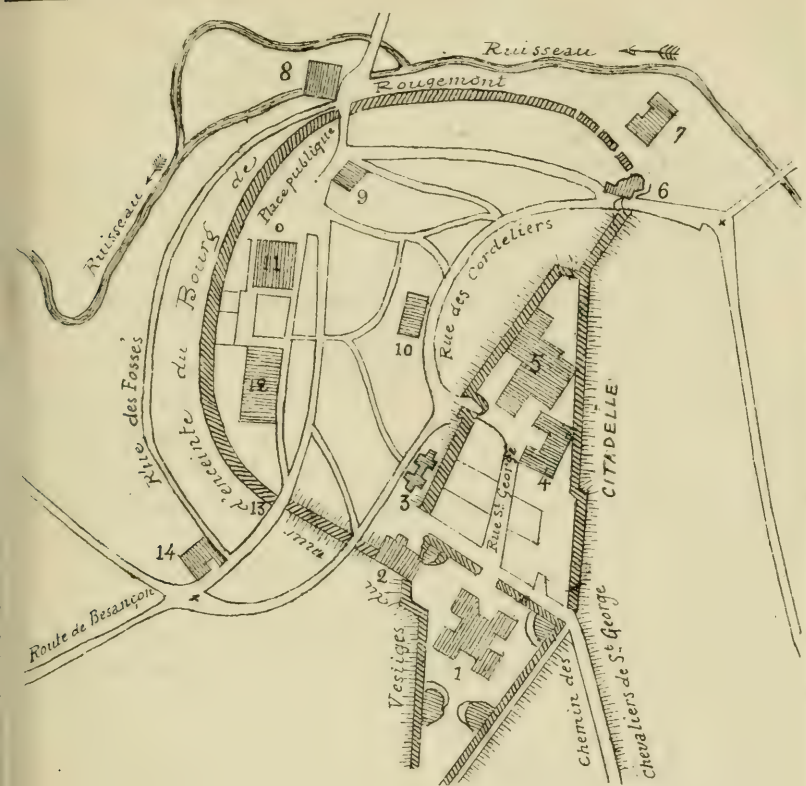 Ruisseau
8
Rougemont
7
Place publique
9
6
Ruisseau
Vestiges du mur d'enceinte du Bourg de
11
Rue des Cordeliers
10
5
12
Rue des Fossés
CITADELLE
4
3
Rue St. George
13
14
2
Route de Besançon
1
Chemin des
Chevaliers de St. George